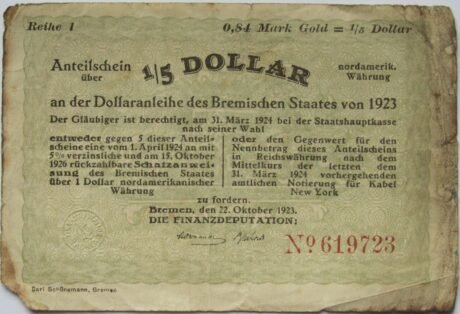 Reihe 1 0,84 Mark Gold = 1/5 Dollar
Anteilschein über 1/5 DOLLAR nordamerik. Währung
an der Dollaranleihe des Bremischen Staates von 1923
Der Gläubiger ist berechtigt, am 31. März 1924 bei der Staatshauptkasse
nach seiner Wahl
entweder gegen 5 dieser Anteil-
scheine eine vom 1. April 1924 an mit
5% verzinsliche und am 15. Oktober
1926 rückzahlbare Schatzanwei-
sung des Bremischen Staates
über 1 Dollar nordamerikanischer
Währung
oder den Gegenwert für den
Nennbetrag dieses Anteilscheins
in Reichswährung nach dem
Mittelkurs der letzten dem
31. März 1924 vorhergehenden
amtlichen Notierung für Kabel
New York
zu fordern.
Bremen, den 22. Oktober 1923.
DIE FINANZDEPUTATION:
No 619723
Carl Schünemann, Bremen